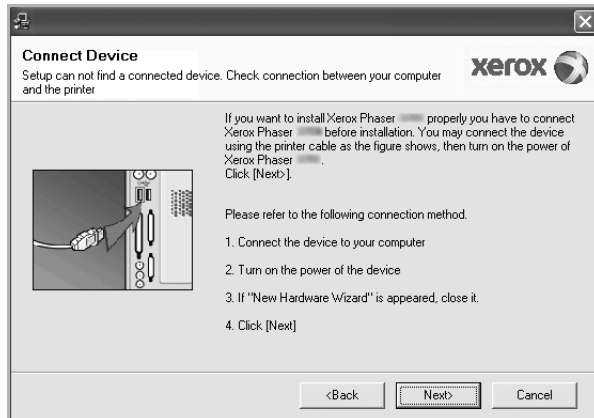 Connect Device
Setup can not find a connected device. Check connection between your computer
and the printer
xerox
If you want to install Xerox Phaser properly you have to connect
Xerox Phaser before installation. You may connect the device
using the printer cable as the figure shows, then turn on the power of
Xerox Phaser .
Click [Next>].
Please refer to the following connection method.
1. Connect the device to your computer
2. Turn on the power of the device
3. If "New Hardware Wizard" is appeared, close it.
4. Click [Next]
<Back
Next>
Cancel